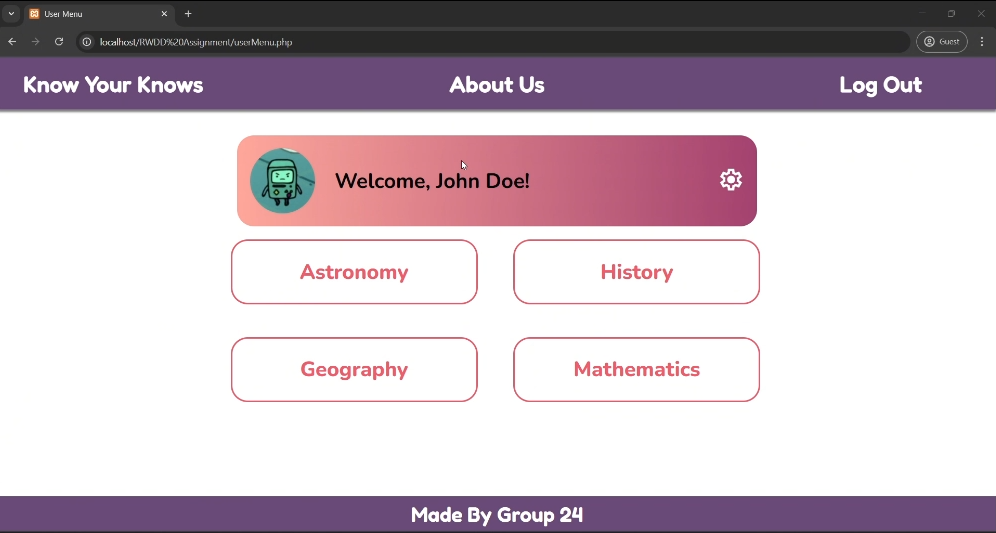 User Menu
localhost/RWDD%20Assignment/userMenu.php
Guest
Know Your Knows
About Us
Log Out
Welcome, John Doe!
Astronomy
History
Geography
Mathematics
Made By Group 24